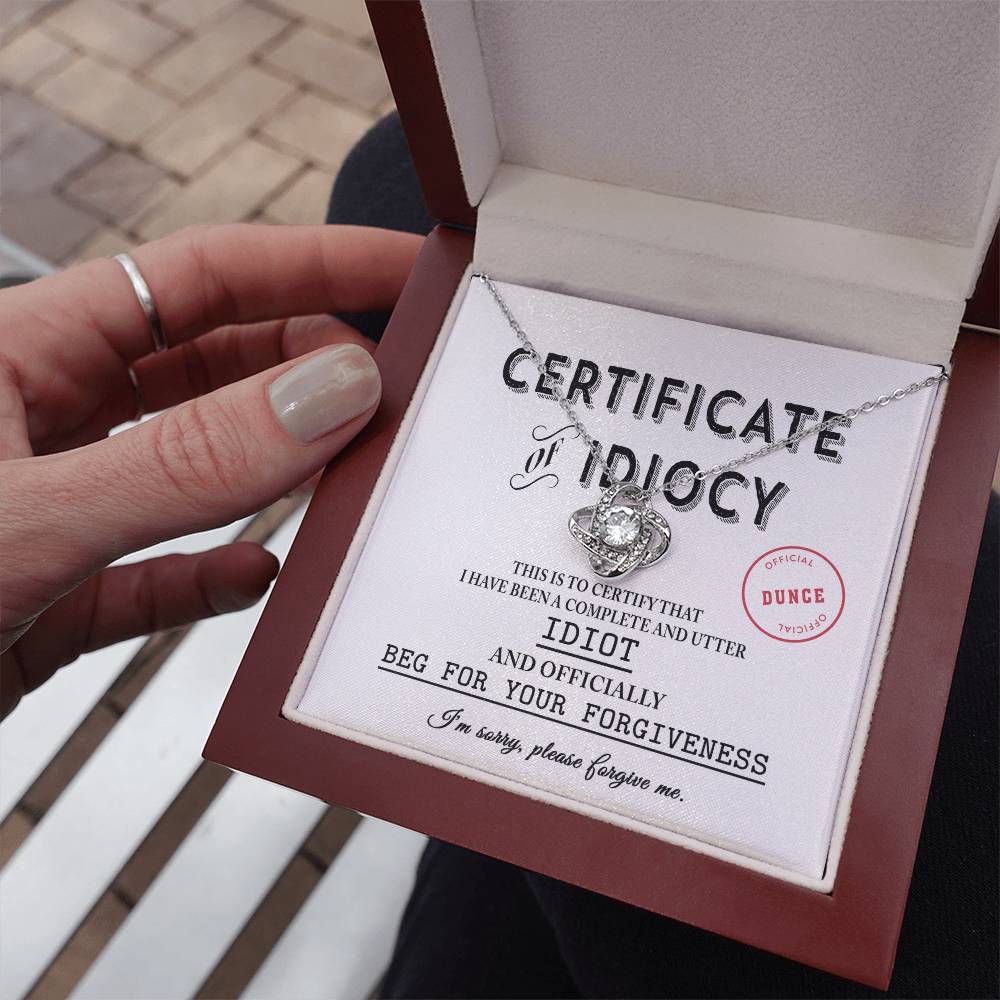 CERTIFICATE
OF IDIOCY
THIS IS TO CERTIFY THAT
I HAVE BEEN A COMPLETE AND UTTER
IDIOT
AND OFFICIALLY
BEG FOR YOUR FORGIVENESS
I'm sorry, please forgive me.
OFFICIAL
DUNCE
OFFICIAL